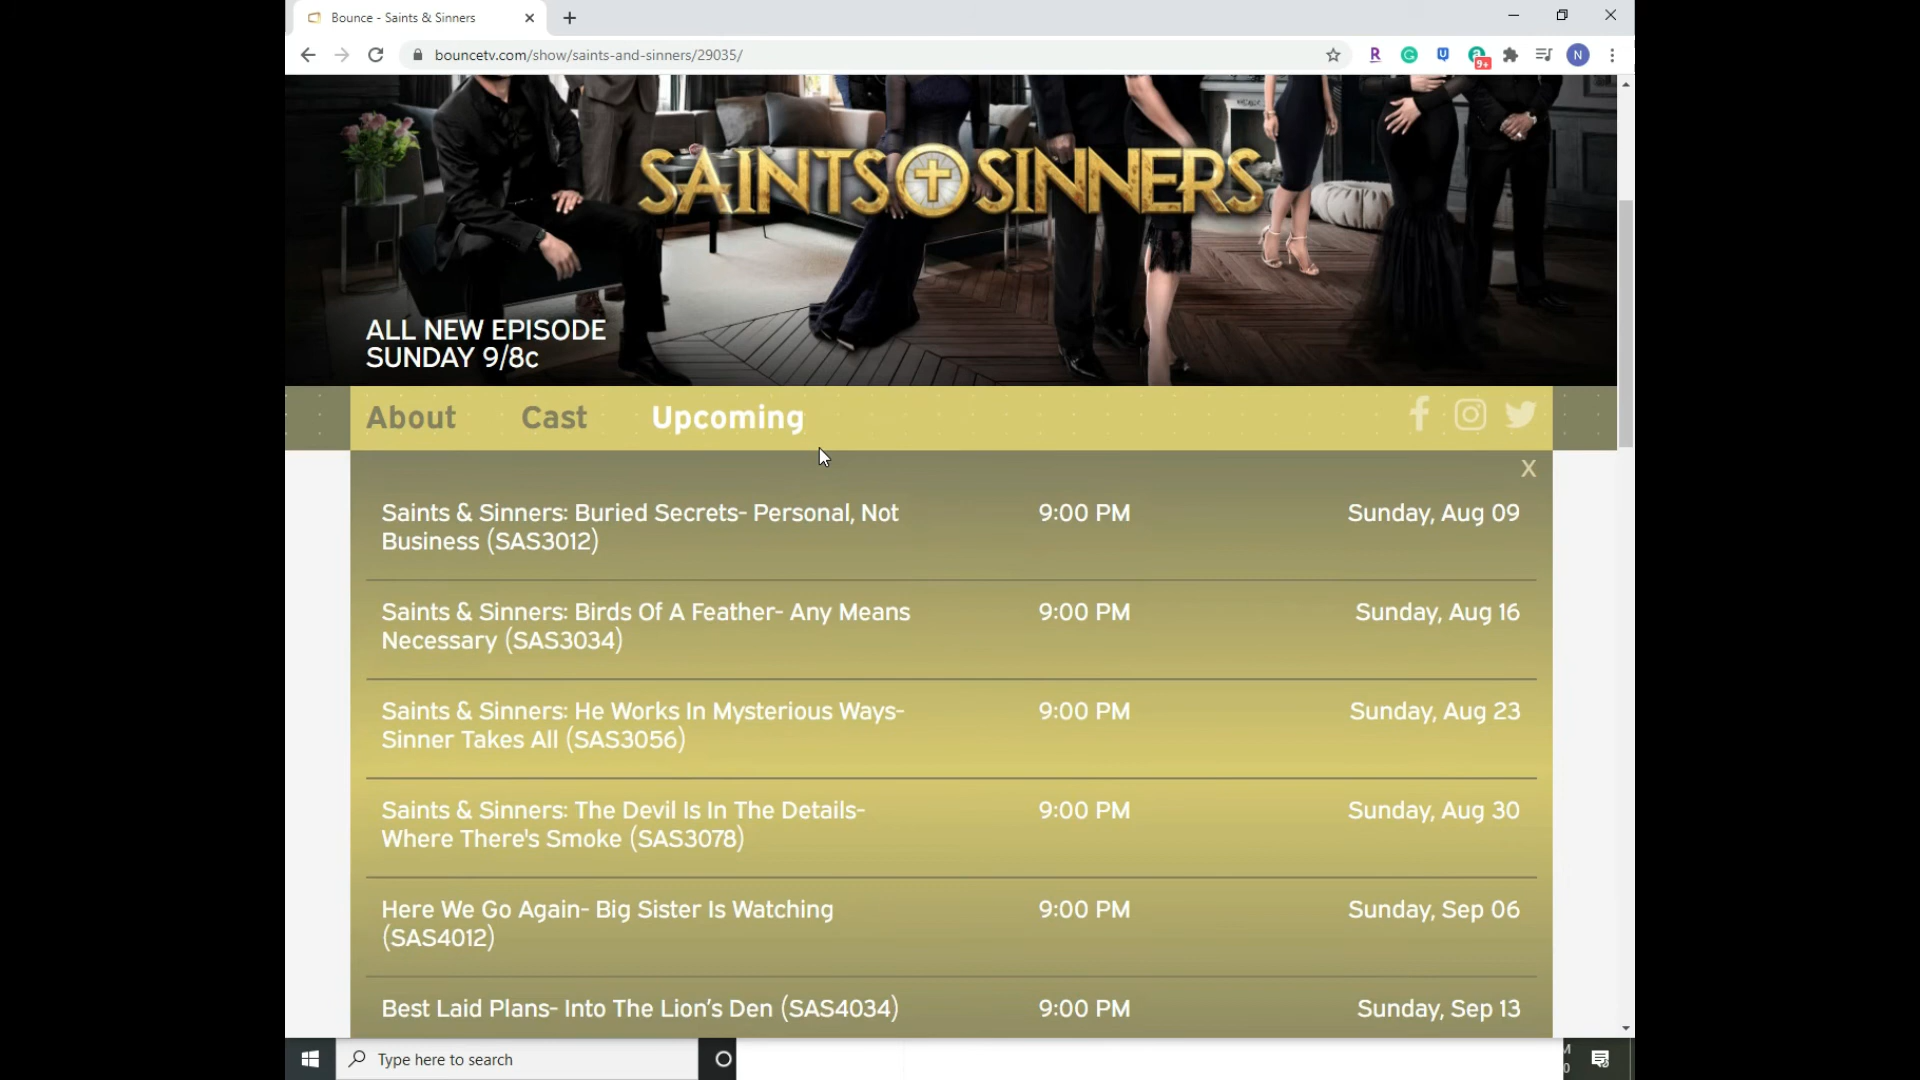 Bounce - Saints & Sinners
bouncetv.com/show/saints-and-sinners/29035/
R
9+
N
SAINTS SINNERS
ALL NEW EPISODE
SUNDAY 9/8c
About Cast Upcoming
X
Saints & Sinners: Buried Secrets- Personal, Not
Business (SAS3012)
9:00 PM
Sunday, Aug 09
Saints & Sinners: Birds Of A Feather- Any Means
Necessary (SAS3034)
9:00 PM
Sunday, Aug 16
Saints & Sinners: He Works In Mysterious Ways-
Sinner Takes All (SAS3056)
9:00 PM
Sunday, Aug 23
Saints & Sinners: The Devil Is In The Details-
Where There's Smoke (SAS3078)
9:00 PM
Sunday, Aug 30
Here We Go Again- Big Sister Is Watching
(SAS4012)
9:00 PM
Sunday, Sep 06
Best Laid Plans- Into The Lion’s Den (SAS4034)
9:00 PM
Sunday, Sep 13
Type here to search